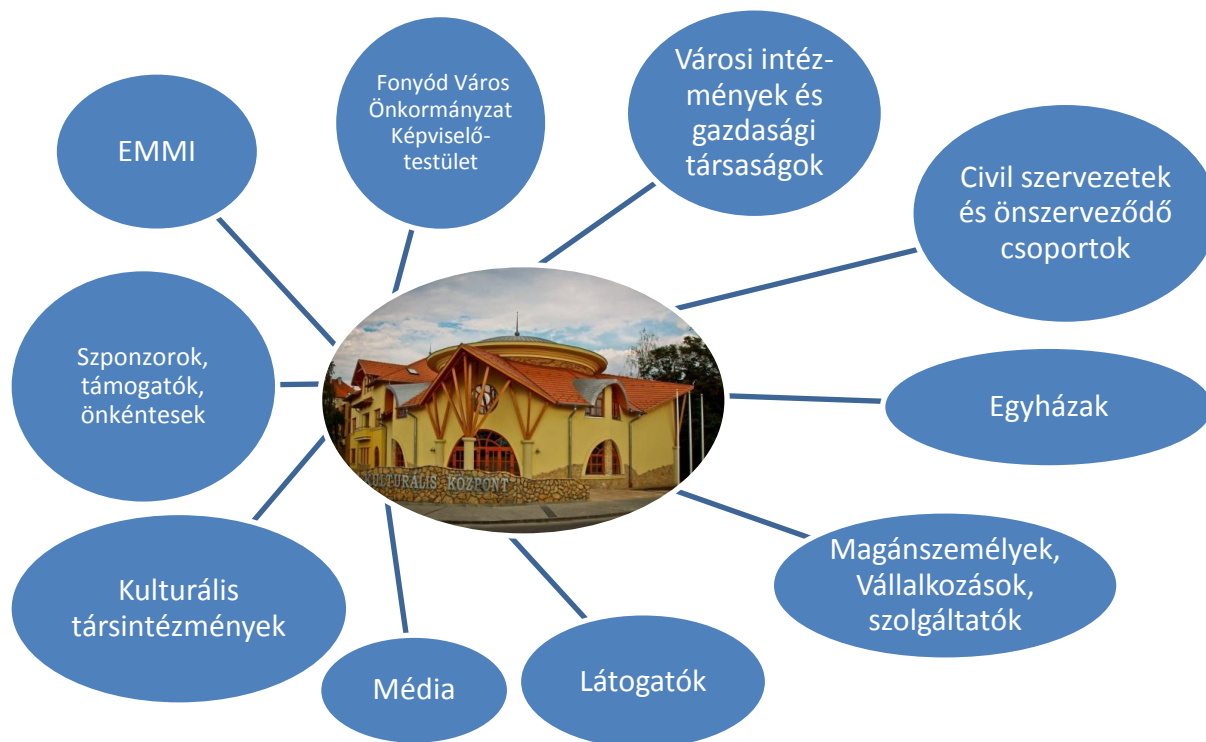 EMMI
Fonyód Város
Önkormányzat
Képviselő-
testület
Városi intéz-
mények és
gazdasági
társaságok
Civil szervezetek
és önszerveződő
csoportok
Szponzorok,
támogatók,
önkéntesek
KULTURÁLIS KÖZPONT
Egyházak
Kulturális
társintézmények
Magánszemélyek,
Vállalkozások,
szolgáltatók
Média
Látogatók